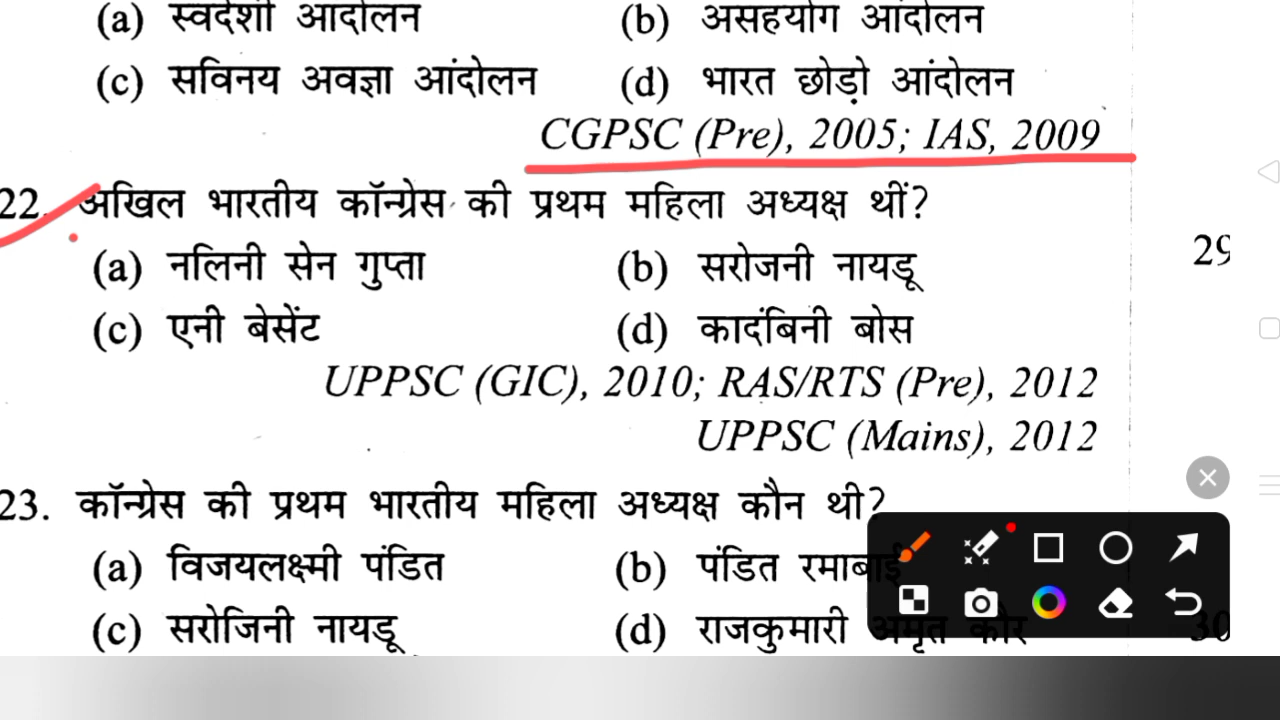 (a) स्वदेशी आंदोलन (b) असहयोग आंदोलन
(c) सविनय अवज्ञा आंदोलन (d) भारत छोड़ो आंदोलन
CGPSC (Pre), 2005; IAS, 2009
22. अखिल भारतीय कॉन्ग्रेस की प्रथम महिला अध्यक्ष थीं?
(a) नलिनी सेन गुप्ता (b) सरोजनी नायडू
29
(c) एनी बेसेंट (d) कादंबिनी बोस
UPPSC (GIC), 2010; RAS/RTS (Pre), 2012
UPPSC (Mains), 2012
23. कॉन्ग्रेस की प्रथम भारतीय महिला अध्यक्ष कौन थी?
(a) विजयलक्ष्मी पंडित (b) पंडित रमाबाई
(c) सरोजिनी नायडू (d) राजकुमारी अमृत कौर
30